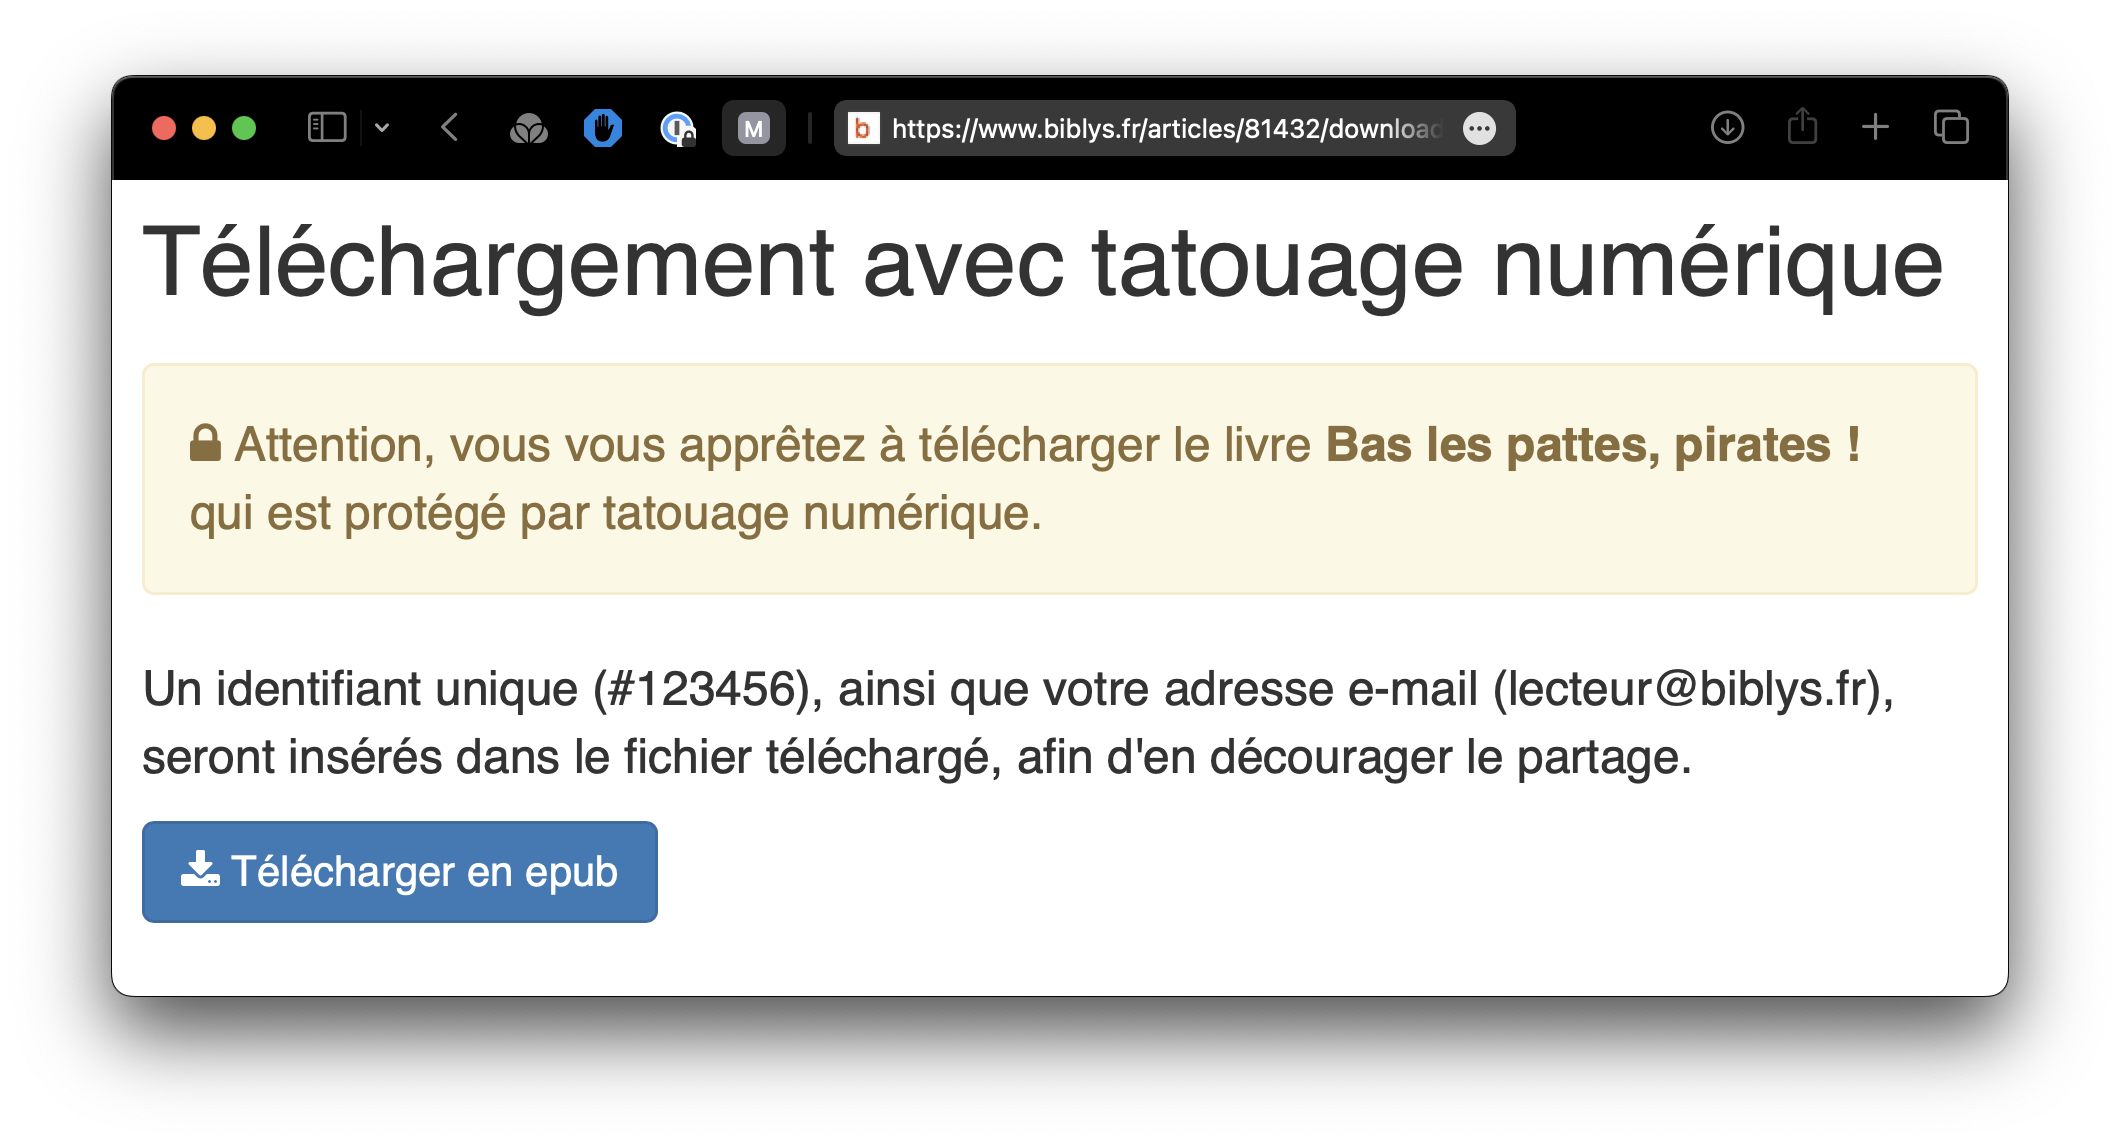 M
b https://www.biblys.fr/articles/81432/download
Téléchargement avec tatouage numérique
Attention, vous vous apprêtez à télécharger le livre Bas les pattes, pirates !
qui est protégé par tatouage numérique.
Un identifiant unique (#123456), ainsi que votre adresse e-mail (lecteur@biblys.fr),
seront insérés dans le fichier téléchargé, afin d'en décourager le partage.
Télécharger en epub